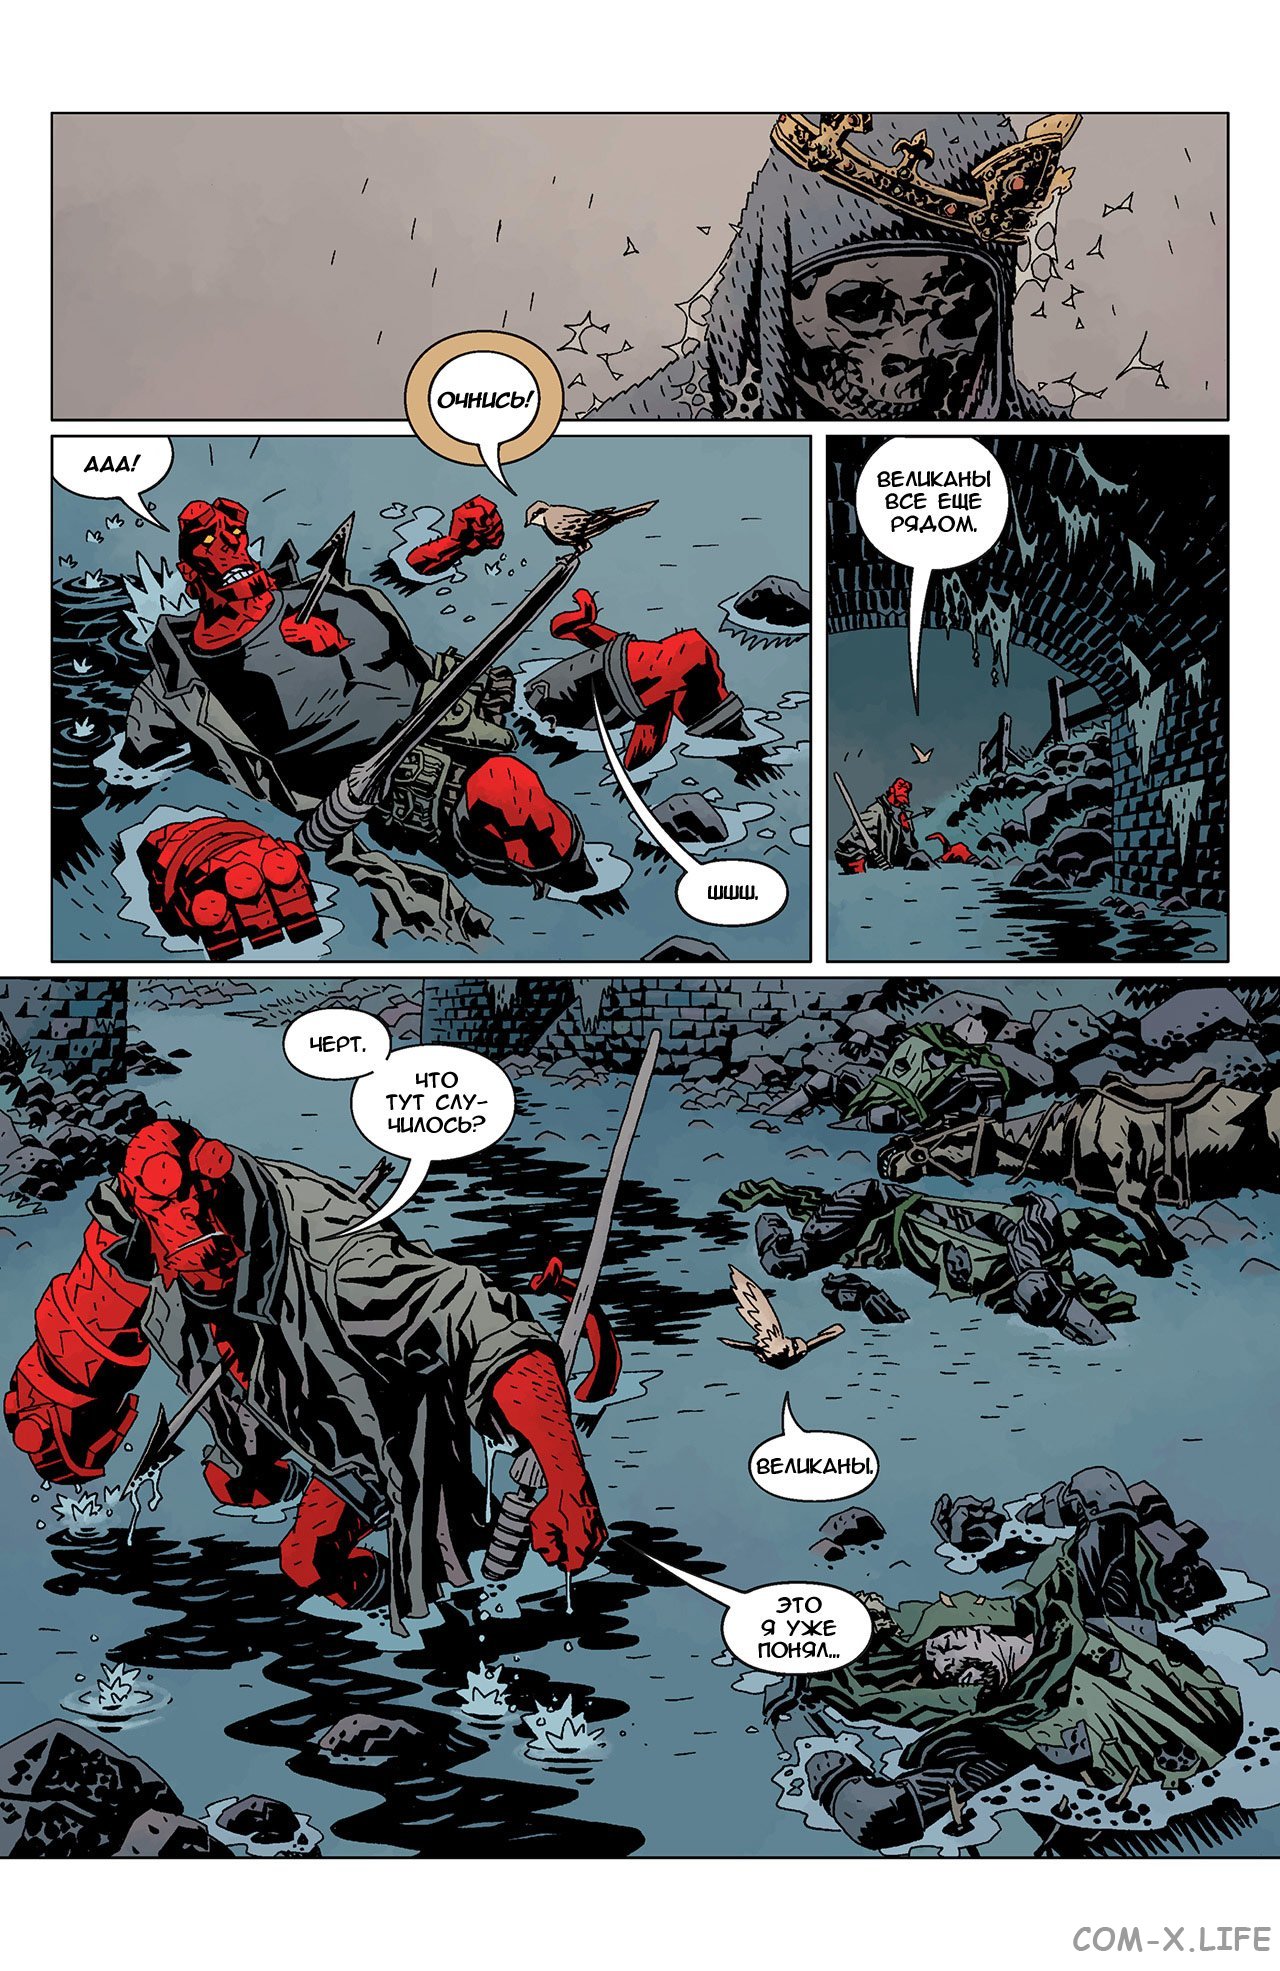 ОЧНИСЬ!
ААА!
ШШШ.
ВЕЛИКАНЫ
ВСЕ ЕЩЕ
РЯДОМ.
ЧЕРТ.
ЧТО
ТУТ СЛУ-
ЧИЛОСЬ?
ВЕЛИКАНЫ.
ЭТО
Я УЖЕ
ПОНЯЛ...
COM-X.LIFE